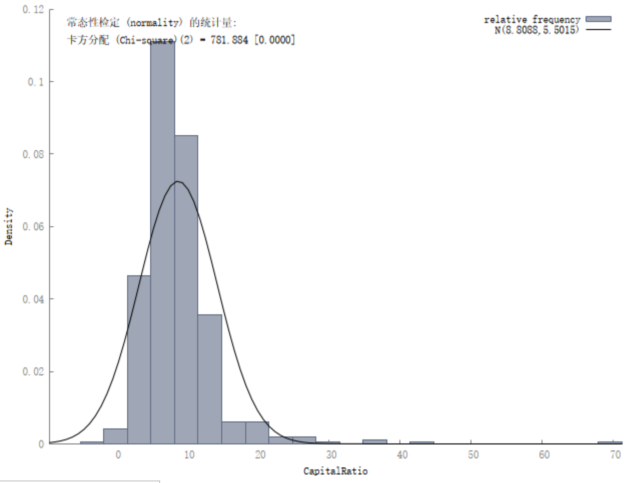 0.12
常态性检定 (normality) 的统计量:
卡方分配 (Chi-square)(2) = 781.884 [0.0000]
relative frequency
N(8.8088,5.5015)
0.1
0.08
0.06
0.04
0.02
0
Density
0 10 20 30 40 50 60 70
CapitalRatio